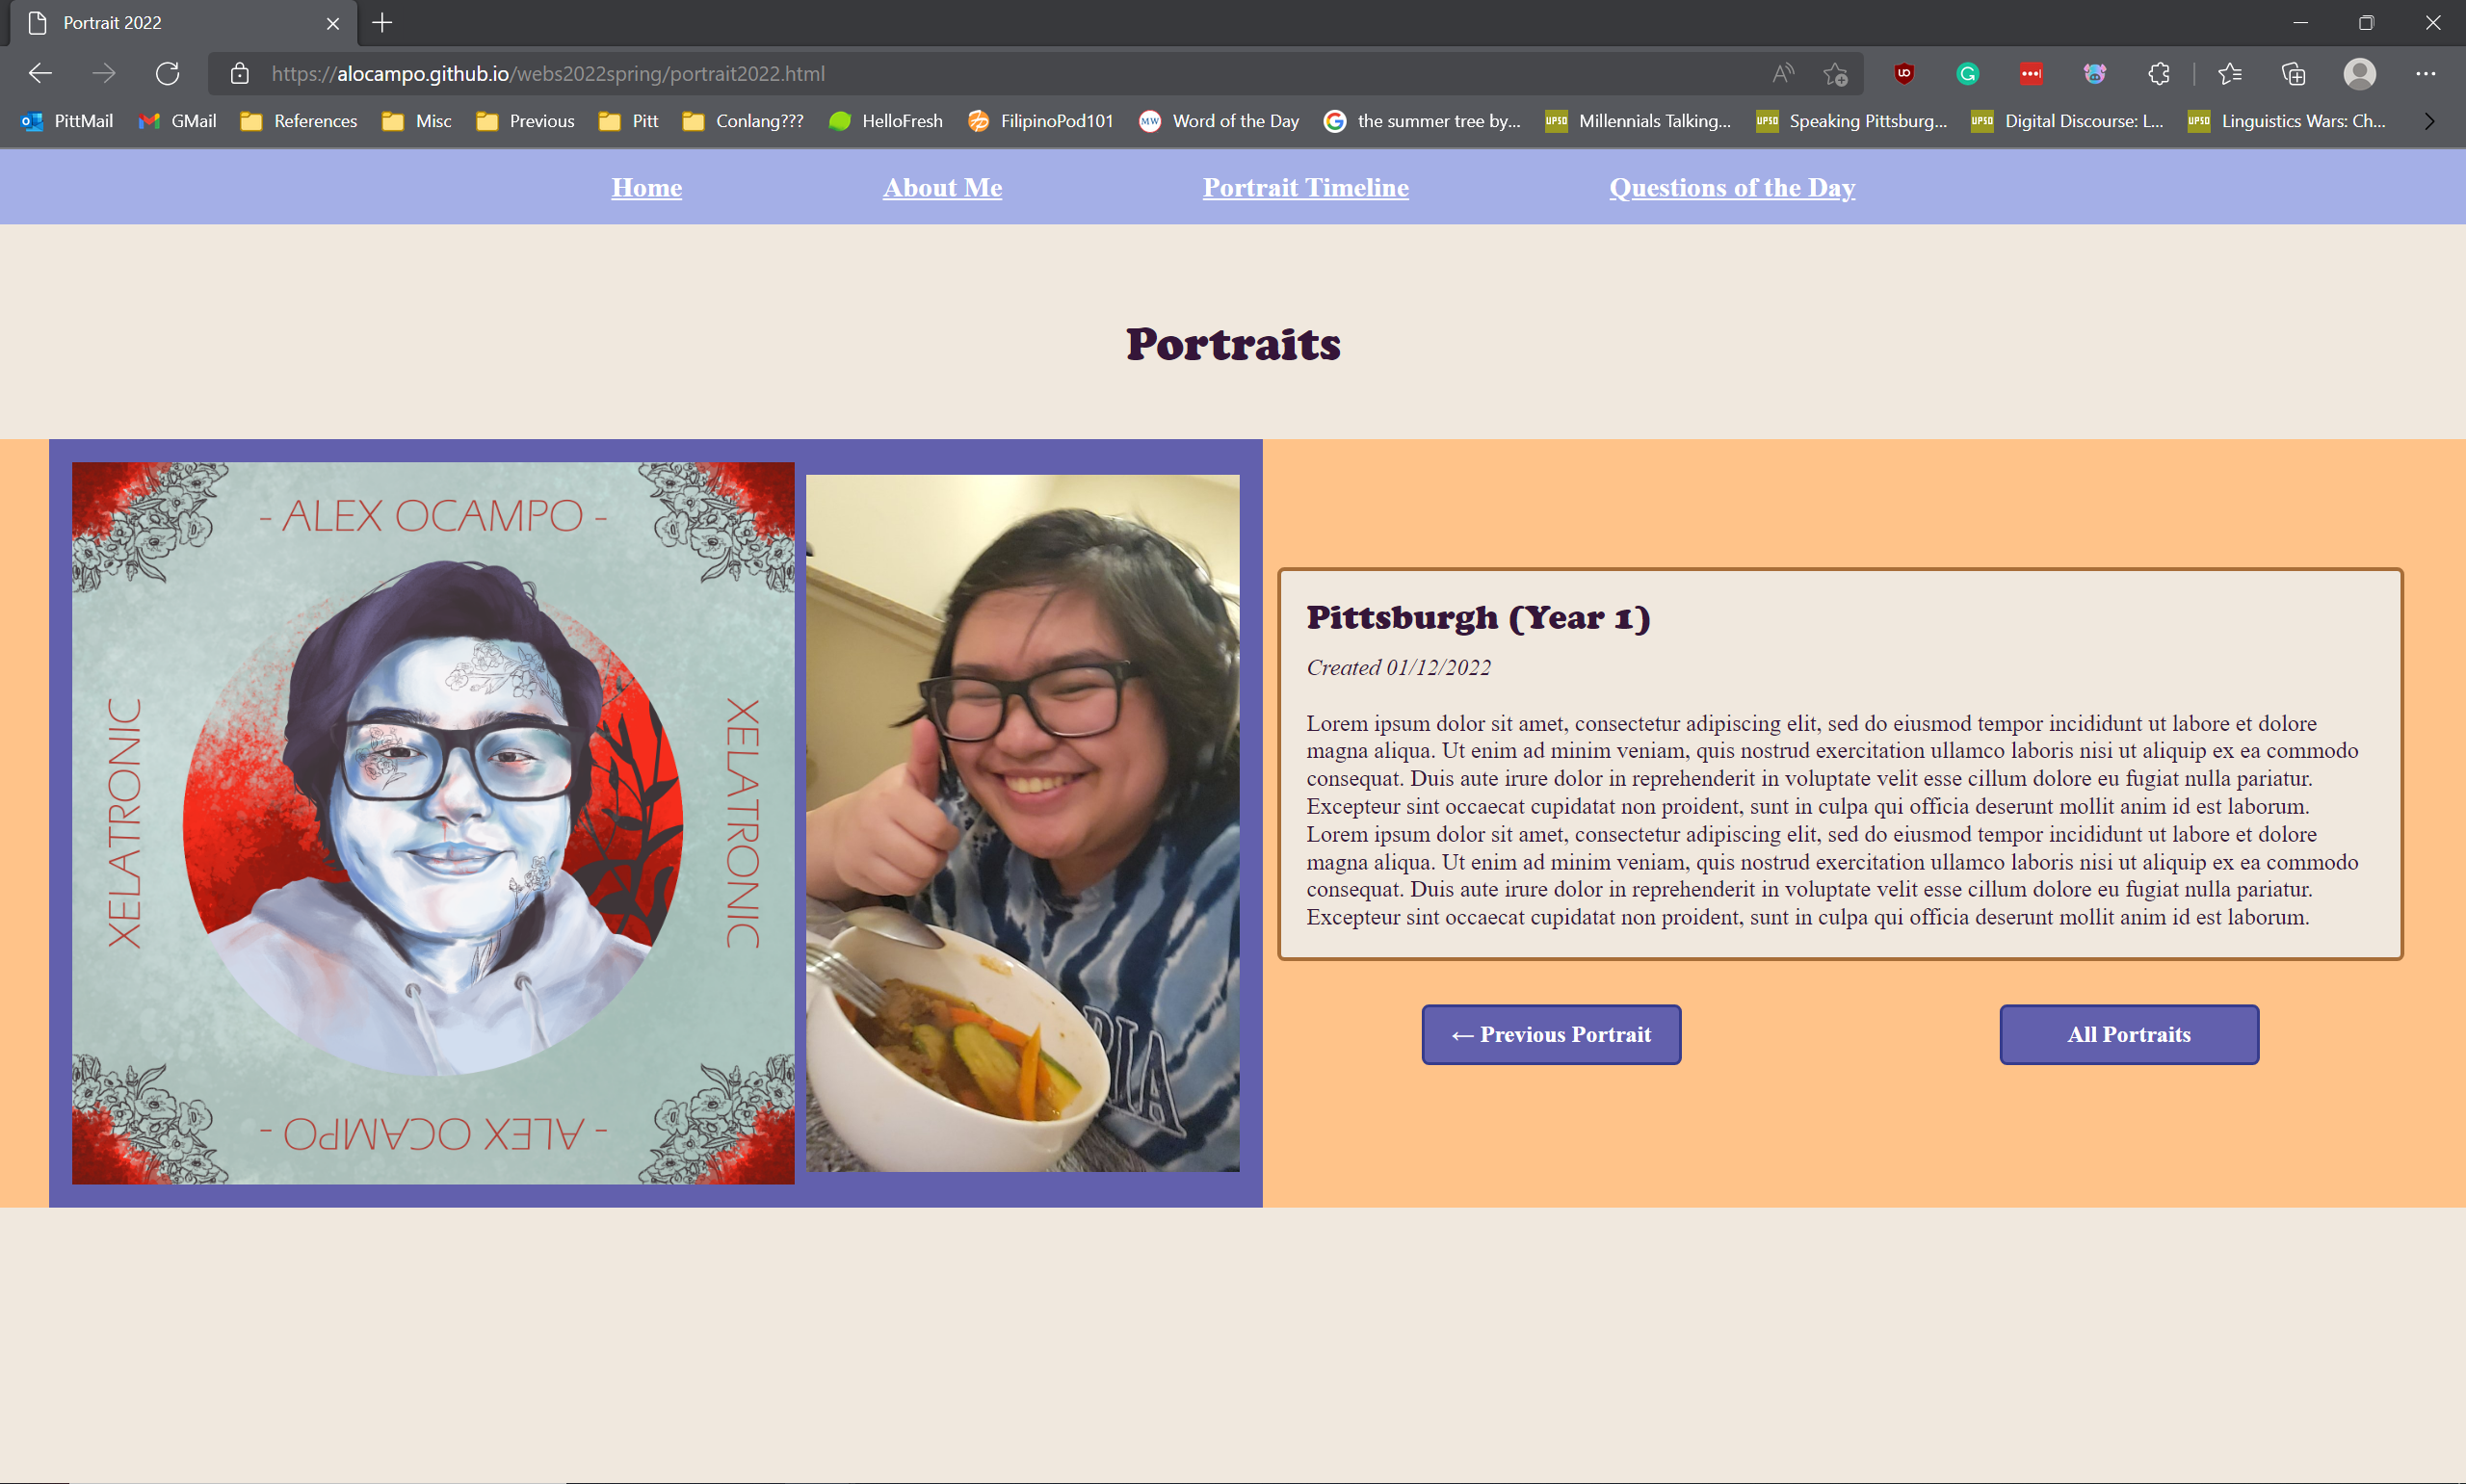 Portrait 2022
https://alocampo.github.io/webs2022spring/portrait2022.html
PittMail GMail References Misc Previous Pitt Conlang??? HelloFresh FilipinoPod101 Word of the Day the summer tree by... Millennials Talking... Speaking Pittsburg... Digital Discourse: L... Linguistics Wars: Ch...
Home About Me Portrait Timeline Questions of the Day
Portraits
- ALEX OCAMPO -
XELATRONIC
XELATRONIC
- ALEX OCAMPO -
PIA
Pittsburgh (Year 1)
Created 01/12/2022
Lorem ipsum dolor sit amet, consectetur adipiscing elit, sed do eiusmod tempor incididunt ut labore et dolore
magna aliqua. Ut enim ad minim veniam, quis nostrud exercitation ullamco laboris nisi ut aliquip ex ea commodo
consequat. Duis aute irure dolor in reprehenderit in voluptate velit esse cillum dolore eu fugiat nulla pariatur.
Excepteur sint occaecat cupidatat non proident, sunt in culpa qui officia deserunt mollit anim id est laborum.
Lorem ipsum dolor sit amet, consectetur adipiscing elit, sed do eiusmod tempor incididunt ut labore et dolore
magna aliqua. Ut enim ad minim veniam, quis nostrud exercitation ullamco laboris nisi ut aliquip ex ea commodo
consequat. Duis aute irure dolor in reprehenderit in voluptate velit esse cillum dolore eu fugiat nulla pariatur.
Excepteur sint occaecat cupidatat non proident, sunt in culpa qui officia deserunt mollit anim id est laborum.
← Previous Portrait All Portraits